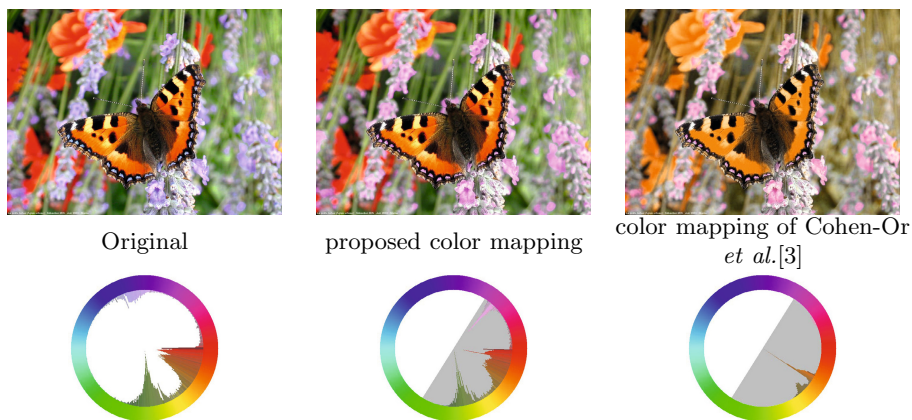 Original
proposed color mapping
color mapping of Cohen-Or
et al.[3]